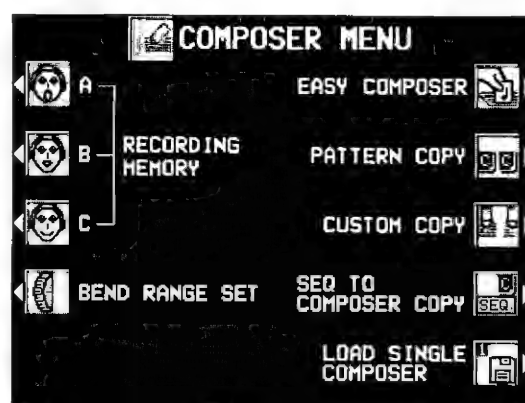 COMPOSER MENU
A
B
C
RECORDING
MEMORY
BEND RANGE SET
EASY COMPOSER
PATTERN COPY
CUSTOM COPY
SEQ TO
COMPOSER COPY
SEQ.
LOAD SINGLE
COMPOSER
1